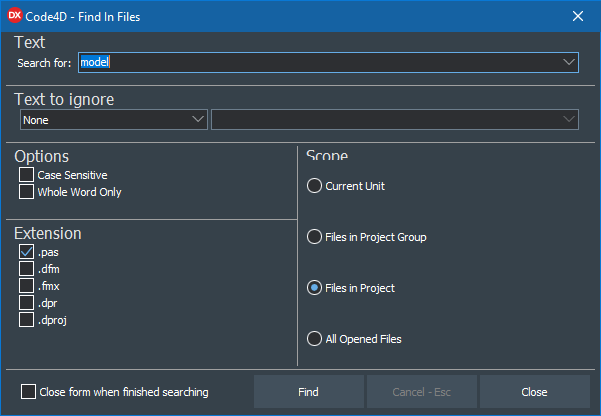 DX Code4D - Find In Files
Text
Search for: model
Text to ignore
None
Options
Case Sensitive
Whole Word Only
Extension
.pas
.dfm
.fmx
.dpr
.dproj
Scope
Current Unit
Files in Project Group
Files in Project
All Opened Files
Close form when finished searching
Find
Cancel - Esc
Close